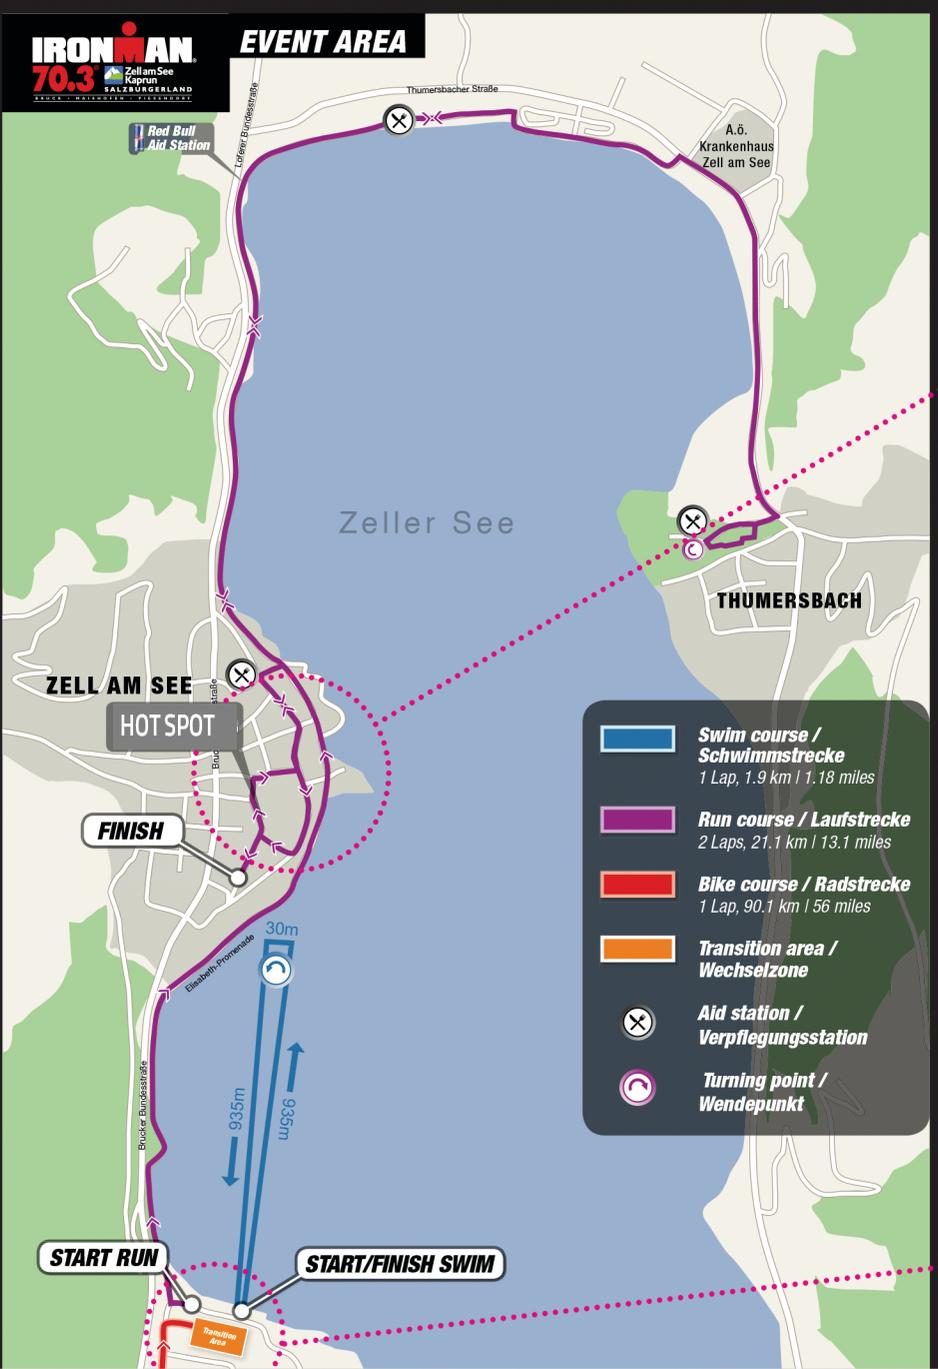 IRONMAN
70.3
Zell am See
Kaprun
SALZBURGERLAND
BRUCK • MAISHOFEN • PIESENDORF
EVENT AREA
Thumersbacher Straße
Loferer Bundesstraße
Red Bull
Aid Station
A.ö.
Krankenhaus
Zell am See
Zeller See
THUMERSBACH
ZELL AM SEE
HOT SPOT
FINISH
30m
Elisabeth-Promenade
935m
935m
Brucker Bundesstraße
START RUN
START/FINISH SWIM
Transition
Area
Swim course /
Schwimmstrecke
1 Lap, 1.9 km | 1.18 miles
Run course / Laufstrecke
2 Laps, 21.1 km | 13.1 miles
Bike course / Radstrecke
1 Lap, 90.1 km | 56 miles
Transition area /
Wechselzone
Aid station /
Verpflegungsstation
Turning point /
Wendepunkt